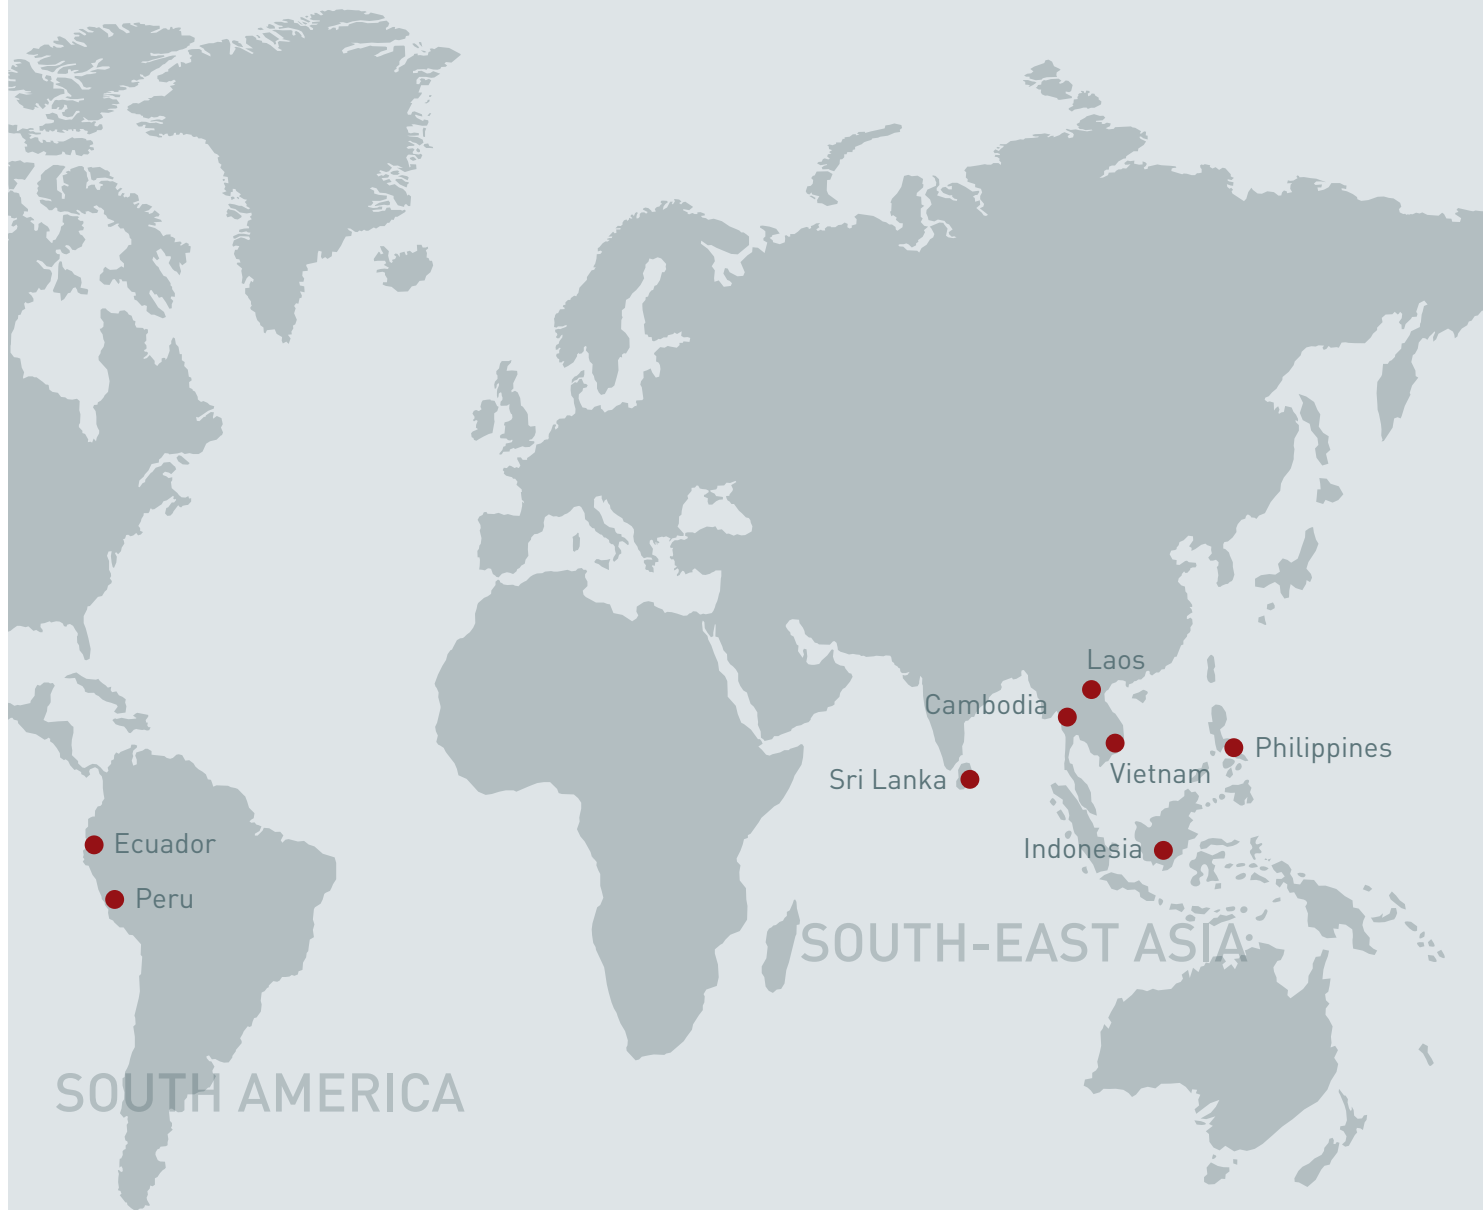 Laos
Cambodia
Philippines
Vietnam
Sri Lanka
Ecuador
Indonesia
Peru
SOUTH-EAST ASIA
SOUTH AMERICA